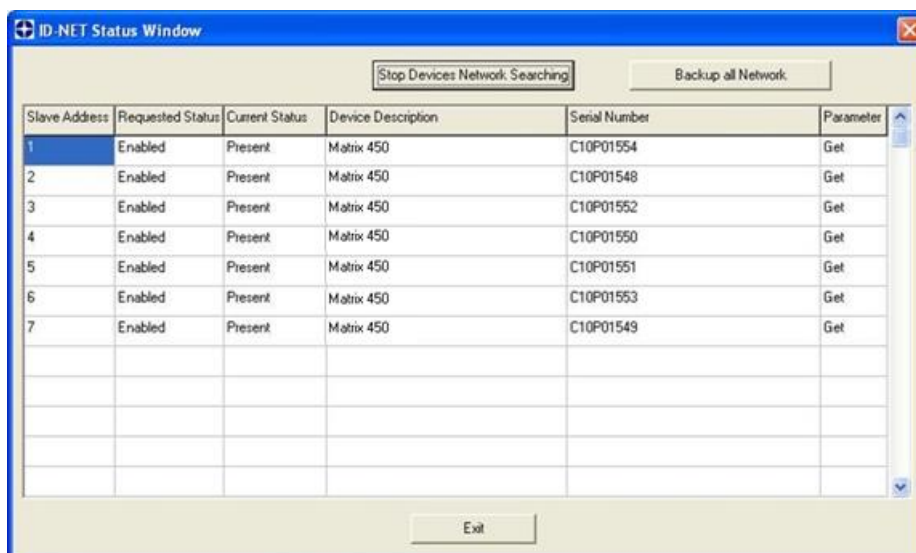 ID-NET Status Window
Stop Devices Network Searching Backup all Network
Slave Address Requested Status Current Status Device Description Serial Number Parameter
1 Enabled Present Matrix 450 C10P01554 Get
2 Enabled Present Matrix 450 C10P01548 Get
3 Enabled Present Matrix 450 C10P01552 Get
4 Enabled Present Matrix 450 C10P01550 Get
5 Enabled Present Matrix 450 C10P01551 Get
6 Enabled Present Matrix 450 C10P01553 Get
7 Enabled Present Matrix 450 C10P01549 Get
Exit